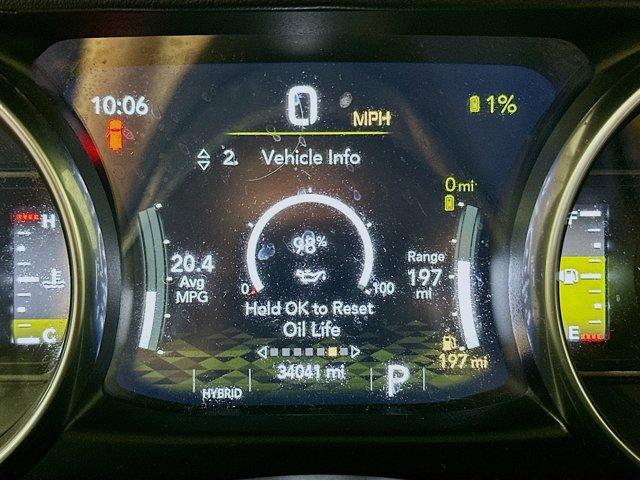 10:06
0
MPH
1%
2. Vehicle Info
0 mi
H
F
98%
20.4
Avg
MPG
Range
197
mi
0
100
Hold OK to Reset
Oil Life
C
E
34041 mi
P
197 mi
HYBRID